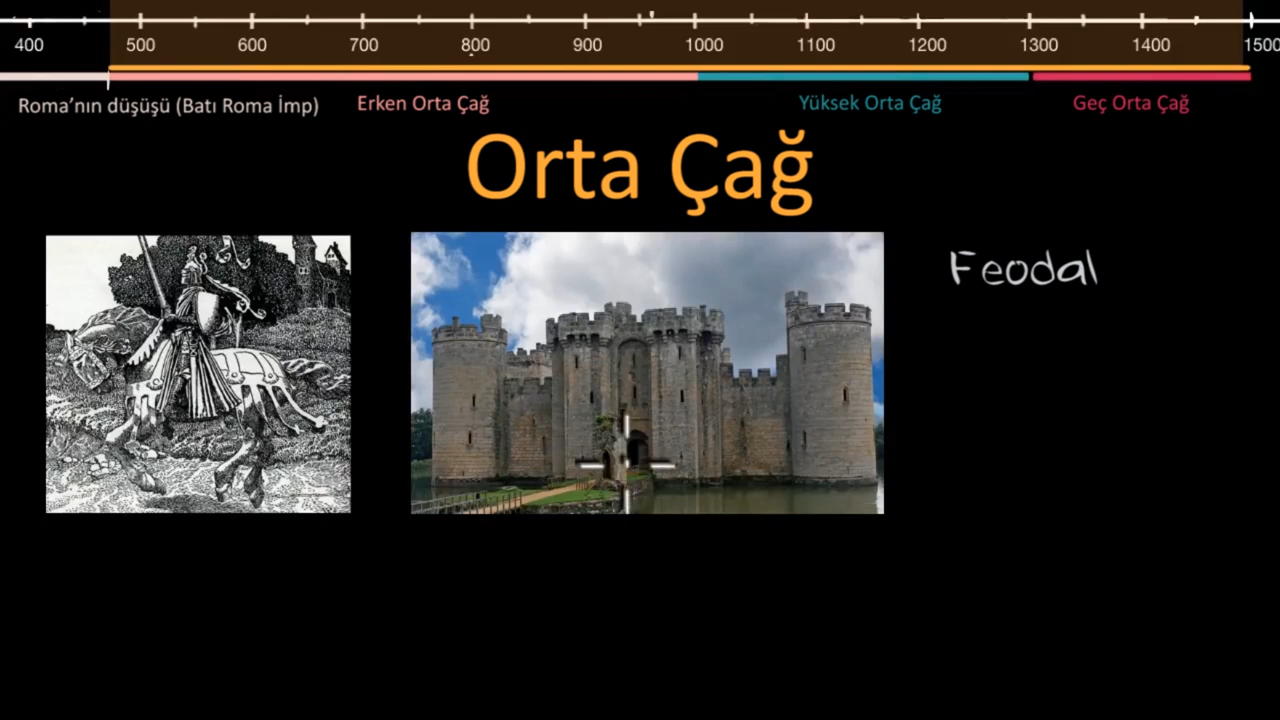 400 500 600 700 800 900 1000 1100 1200 1300 1400 1500
Roma’nın düşüşü (Batı Roma İmp) Erken Orta Çağ Yüksek Orta Çağ Geç Orta Çağ
Orta Çağ
Feodal